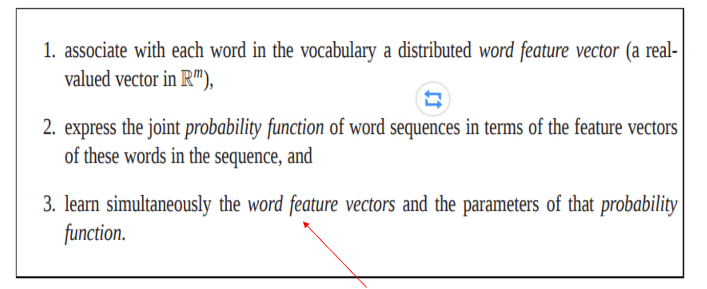 1. associate with each word in the vocabulary a distributed word feature vector (a real-
valued vector in ℝᵐ),
2. express the joint probability function of word sequences in terms of the feature vectors
of these words in the sequence, and
3. learn simultaneously the word feature vectors and the parameters of that probability
function.